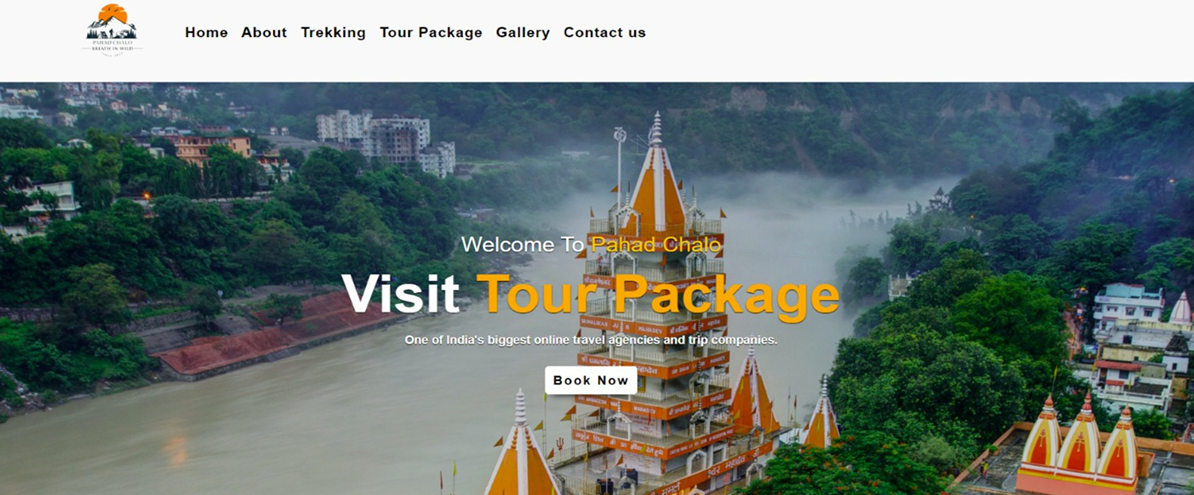 PAHAD CHALO
BREATH IN WILD
Home About Trekking Tour Package Gallery Contact us
Welcome To Pahad Chalo
Visit Tour Package
One of India's biggest online travel agencies and trip companies.
Book Now